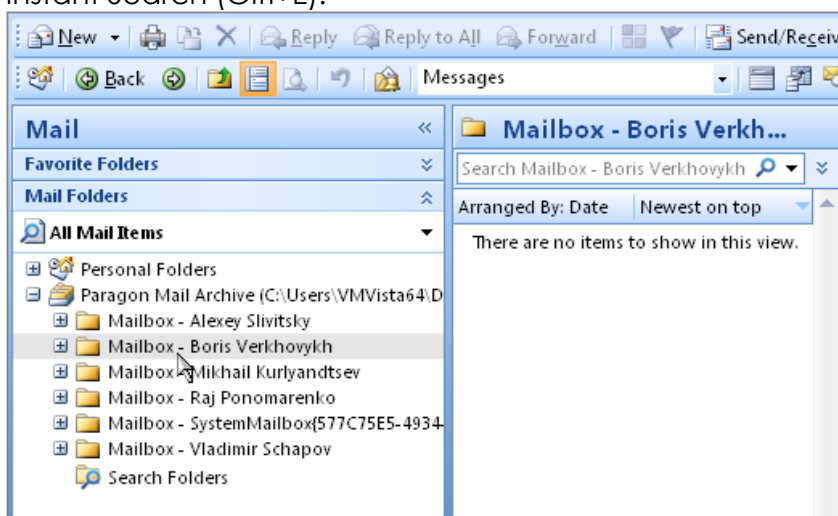 Instant Search (Ctrl+E).
New Reply Reply to All Forward Send/Receiv
Back Messages
Mail
Mailbox - Boris Verkh...
Favorite Folders
Search Mailbox - Boris Verkhovykh
Mail Folders
Arranged By: Date Newest on top
All Mail Items
There are no items to show in this view.
Personal Folders
Paragon Mail Archive (C:\Users\VMVista64\D
Mailbox - Alexey Slivitsky
Mailbox - Boris Verkhovykh
Mailbox - Mikhail Kurlyandtsev
Mailbox - Raj Ponomarenko
Mailbox - SystemMailbox{577C75E5-4934-
Mailbox - Vladimir Schapov
Search Folders